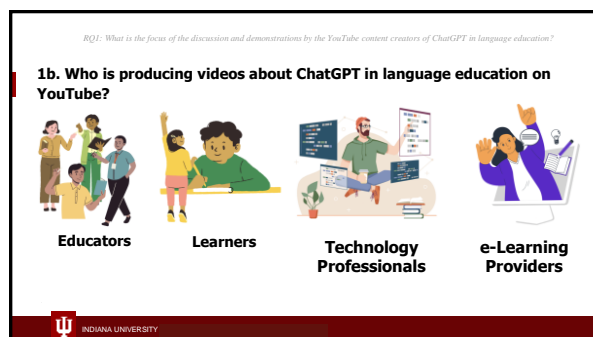 RQ1: What is the focus of the discussion and demonstrations by the YouTube content creators of ChatGPT in language education?
1b. Who is producing videos about ChatGPT in language education on
YouTube?
Educators
Learners
Technology
Professionals
e-Learning
Providers
INDIANA UNIVERSITY